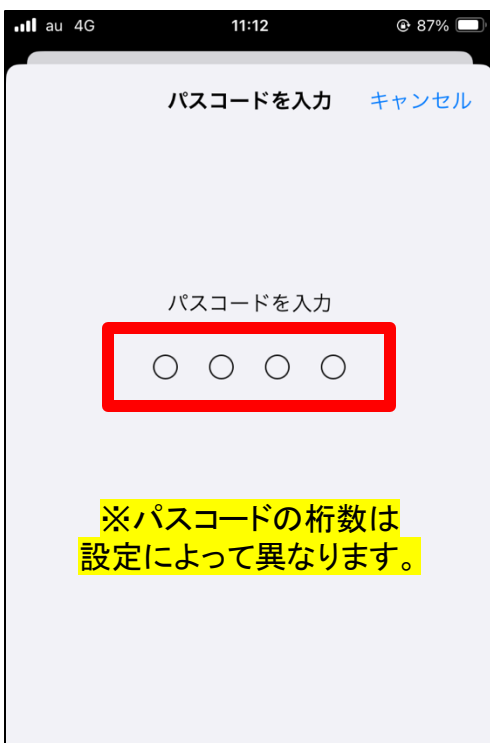 au 4G 11:12 87%
パスコードを入力 キャンセル
パスコードを入力
※パスコードの桁数は
設定によって異なります。